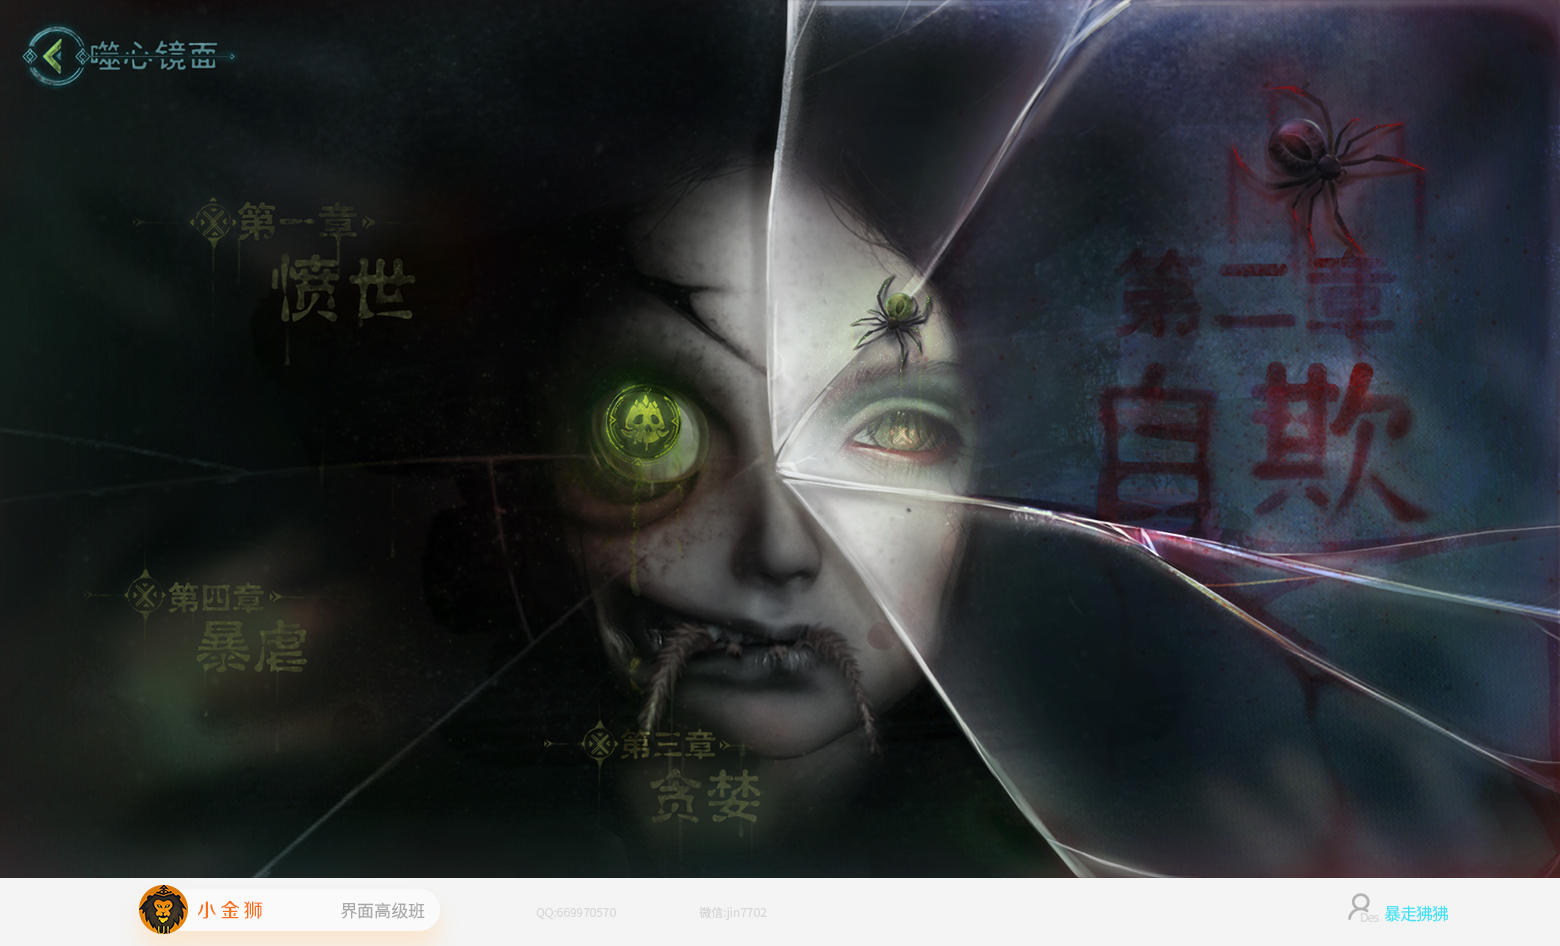 噬心镜面
第一章
愤世
第二章
自欺
第四章
暴虐
第三章
贪婪
小金狮
界面高级班
QQ:669970570
微信:jin7702
Des
暴走狒狒